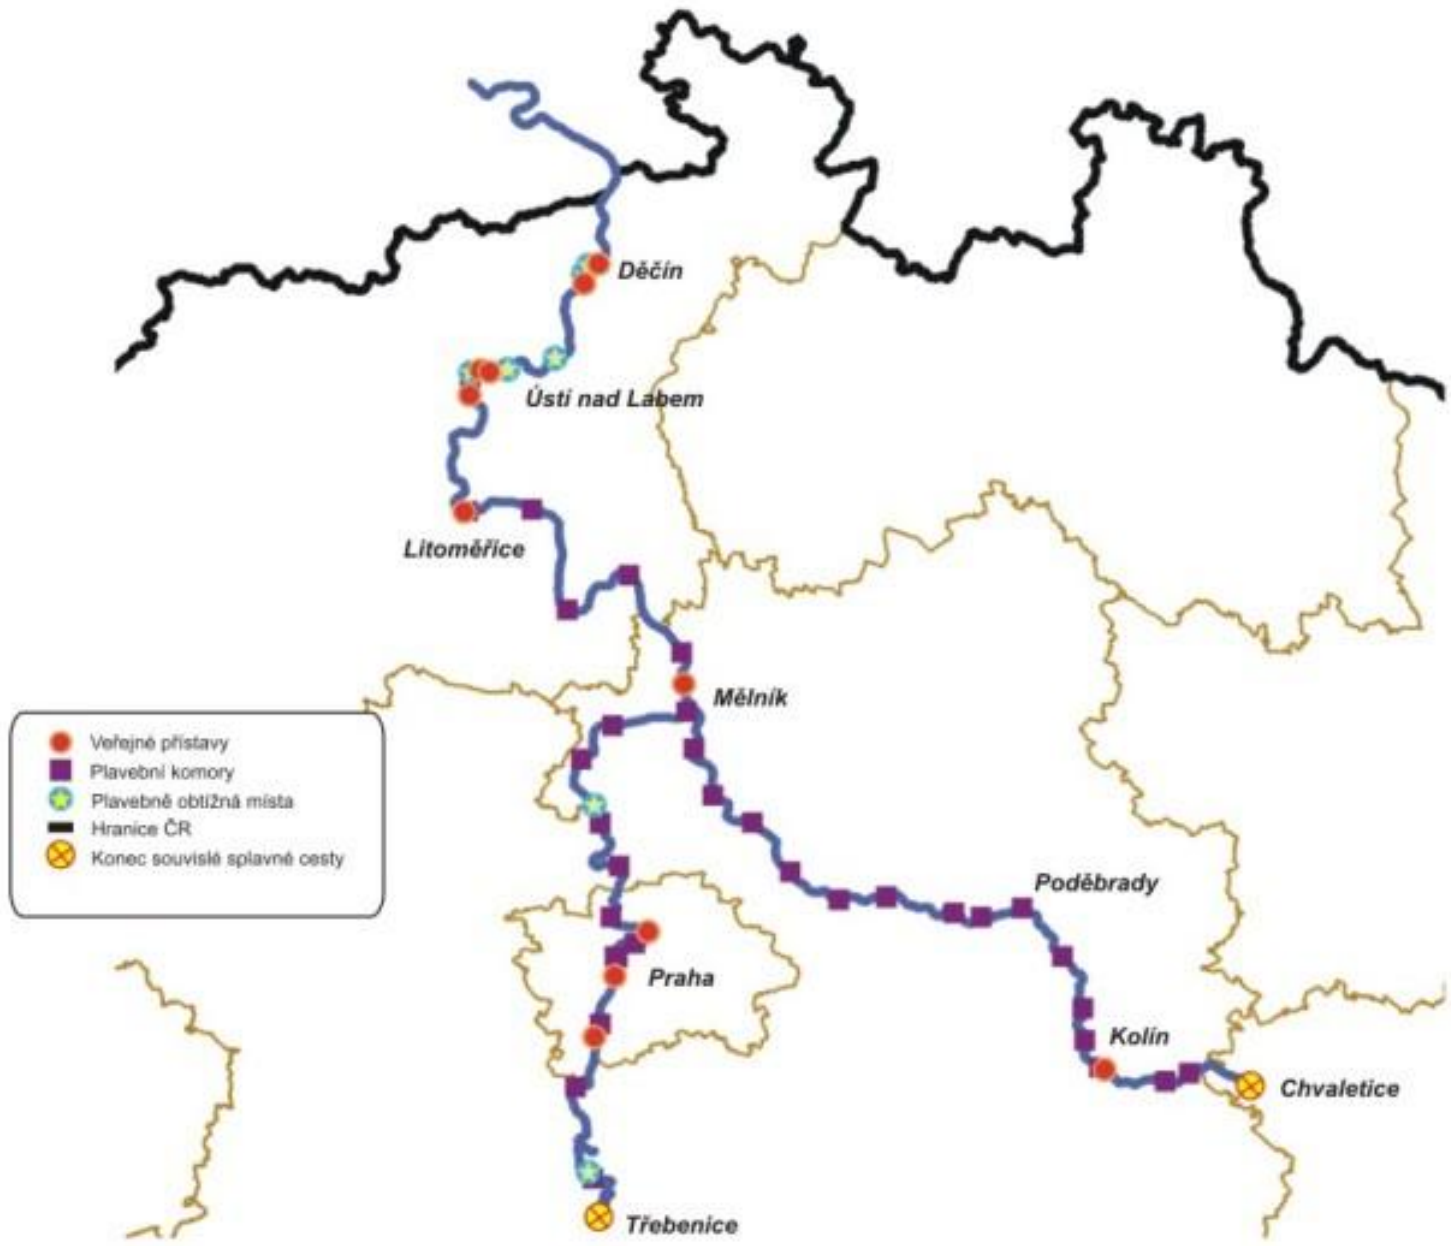 Děčín
Ústí nad Labem
Litoměřice
Mělník
Veřejné přístavy
Plavební komory
Plavebně obtížná místa
Hranice ČR
Konec souvislé splavné cesty
Poděbrady
Praha
Kolín
Chvaletice
Třebenice